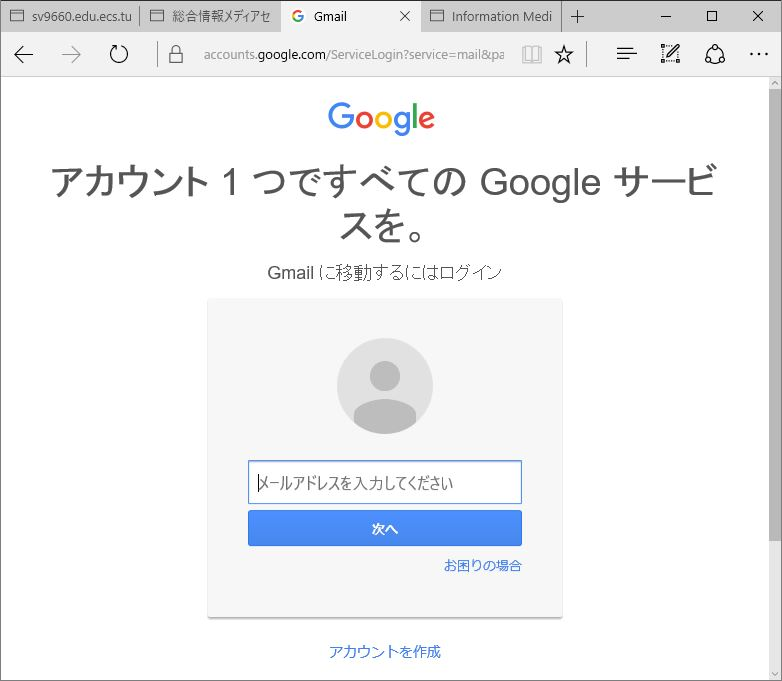 sv9660.edu.ecs.tu
総合情報メディアセ
Gmail
Information Medi
accounts.google.com/ServiceLogin?service=mail&pa
Google
アカウント 1 つですべての Google サービ
スを。
Gmail に移動するにはログイン
メールアドレスを入力してください
次へ
お困りの場合
アカウントを作成